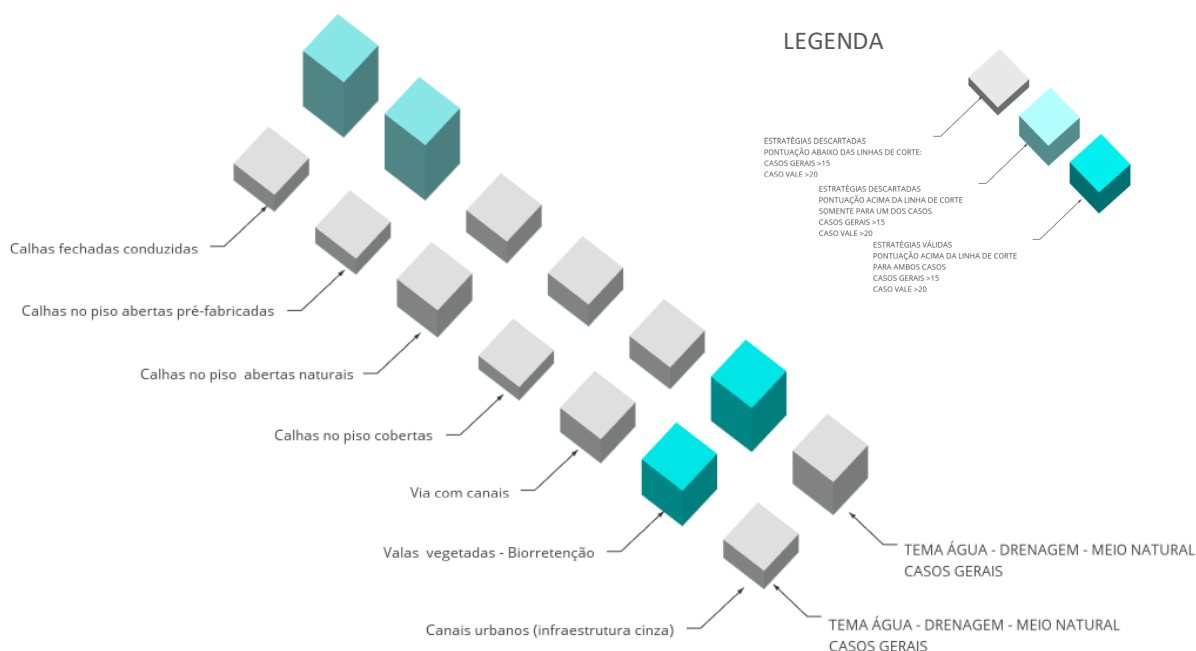 LEGENDA
ESTRATÉGIAS DESCARTADAS
PONTUAÇÃO ABAIXO DAS LINHAS DE CORTE:
CASOS GERAIS >15
CASO VALE >20
ESTRATÉGIAS DESCARTADAS
PONTUAÇÃO ACIMA DA LINHA DE CORTE
SOMENTE PARA UM DOS CASOS
CASOS GERAIS >15
CASO VALE >20
ESTRATÉGIAS VÁLIDAS
PONTUAÇÃO ACIMA DA LINHA DE CORTE
PARA AMBOS CASOS
CASOS GERAIS >15
CASO VALE >20
Calhas fechadas conduzidas
Calhas no piso abertas pré-fabricadas
Calhas no piso abertas naturais
Calhas no piso cobertas
Via com canais
Valas vegetadas - Biorretenção
Canais urbanos (infraestrutura cinza)
TEMA ÁGUA - DRENAGEM - MEIO NATURAL
CASOS GERAIS
TEMA ÁGUA - DRENAGEM - MEIO NATURAL
CASOS GERAIS